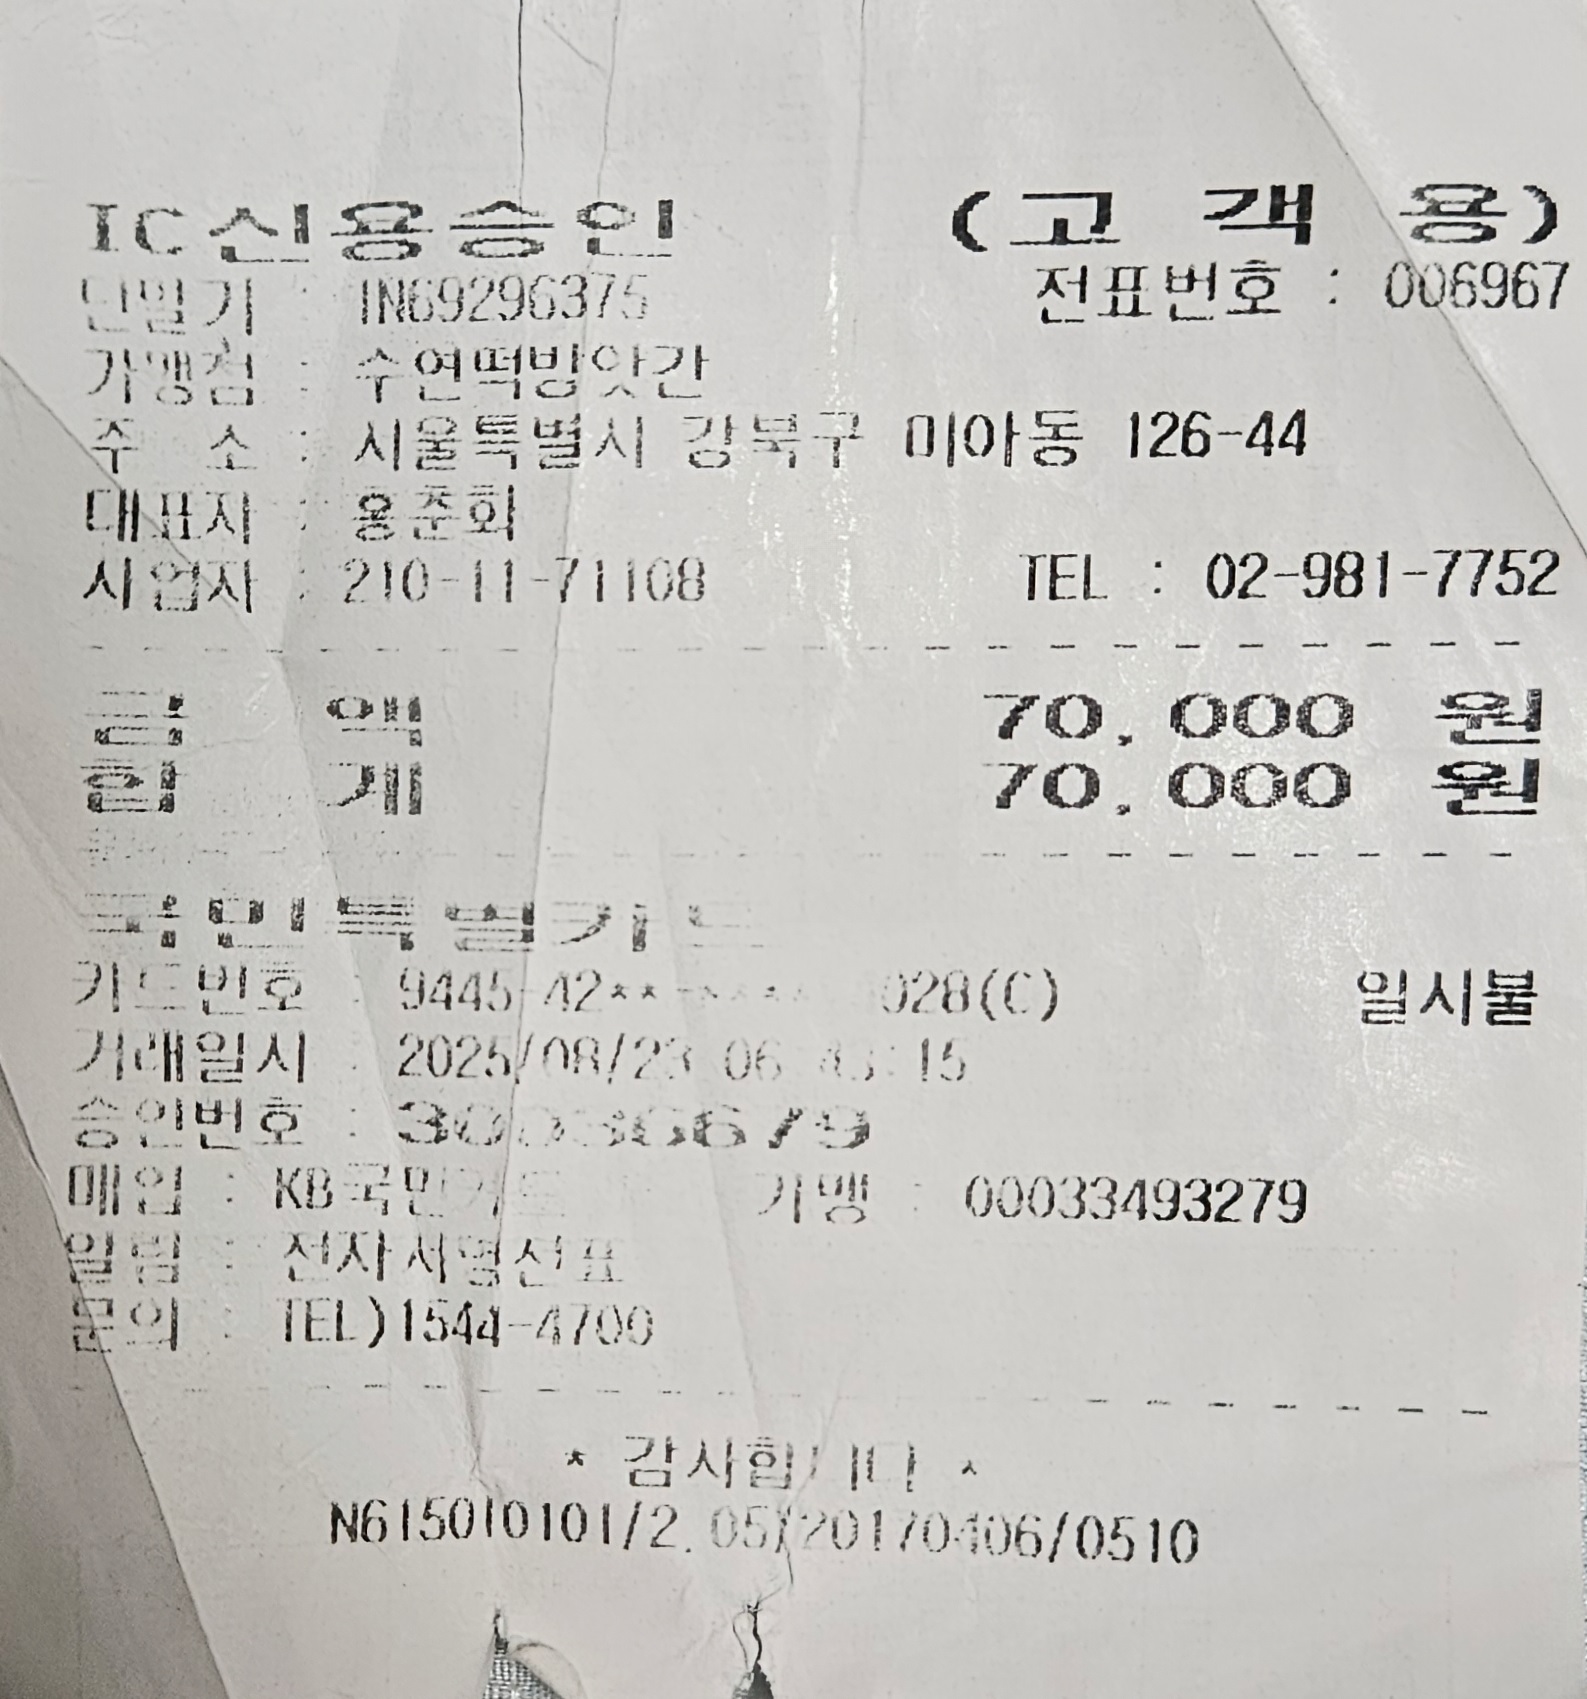 IC신용승인 (고 객 용)
단말기 : IN69296375 전표번호 : 006967
가맹점 : 수연떡방앗간
주 소 : 서울특별시 강북구 미아동 126-44
대표자 : 용춘회
사업자 : 210-11-71108 TEL : 02-981-7752
금 액 70,000 원
합 계 70,000 원
국민특별카드
카드번호 : 9445-42** 028(C) 일시불
거래일시 : 2025/08/23
승인번호 :
매입 : KB국민카드 가맹 : 00033493279
알림 : 전자서명전표
문의 : TEL)1544-4700
* 감사합니다 *
N615010101/2.05/20170406/0510